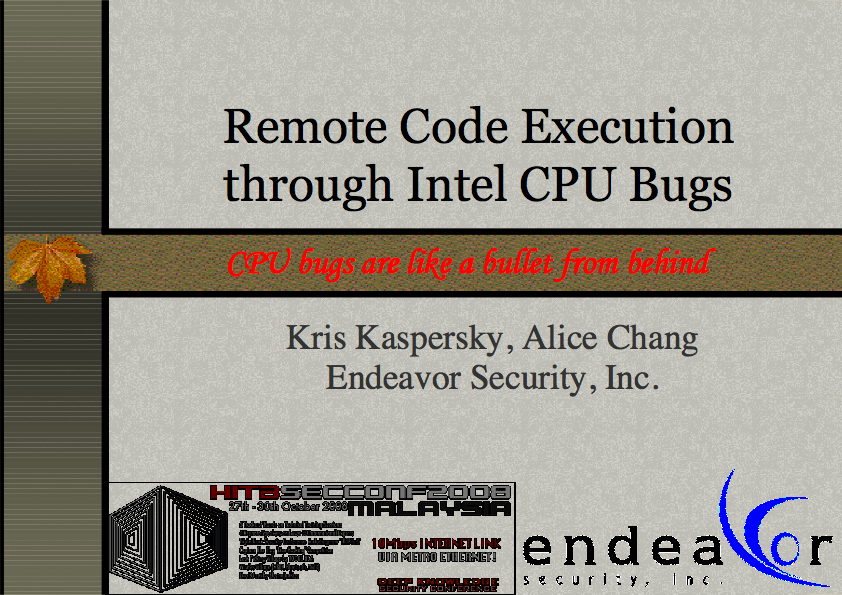 Remote Code Execution
through Intel CPU Bugs
CPU bugs are like a bullet from behind
Kris Kaspersky, Alice Chang
Endeavor Security, Inc.
HITBSECCONF2008
27th - 30th October 2008
MALAYSIA
10Mbps INTERNET LINK
VIA METRO ETHERNET!
DEEP KNOWLEDGE
SECURITY CONFERENCE
endeavor
security, inc.